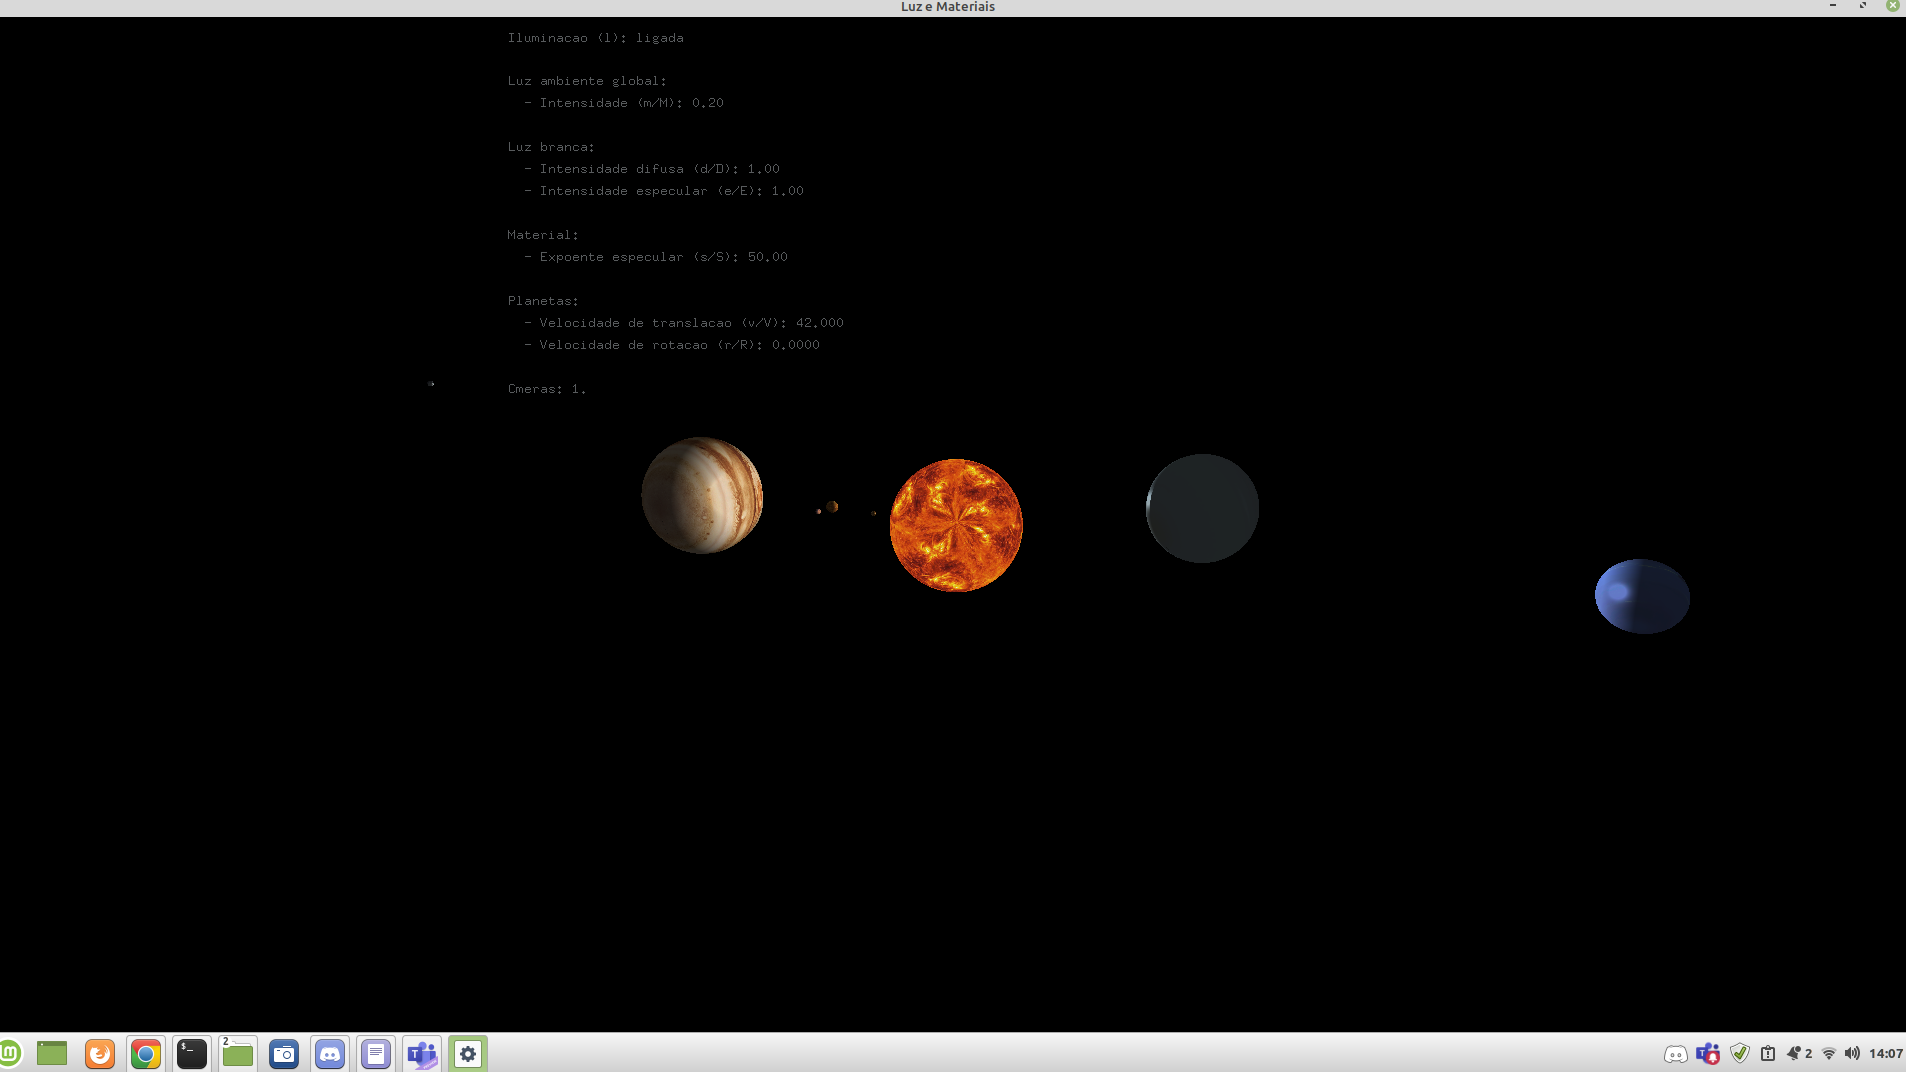 Luz e Materiais
Iluminacao (l): ligada
Luz ambiente global:
- Intensidade (m/M): 0.20
Luz branca:
- Intensidade difusa (d/D): 1.00
- Intensidade especular (e/E): 1.00
Material:
- Expoente especular (s/S): 50.00
Planetas:
- Velocidade de translacao (v/V): 42.000
- Velocidade de rotacao (r/R): 0.0000
Cmeras: 1.
$_
2
T
T
2
14:07